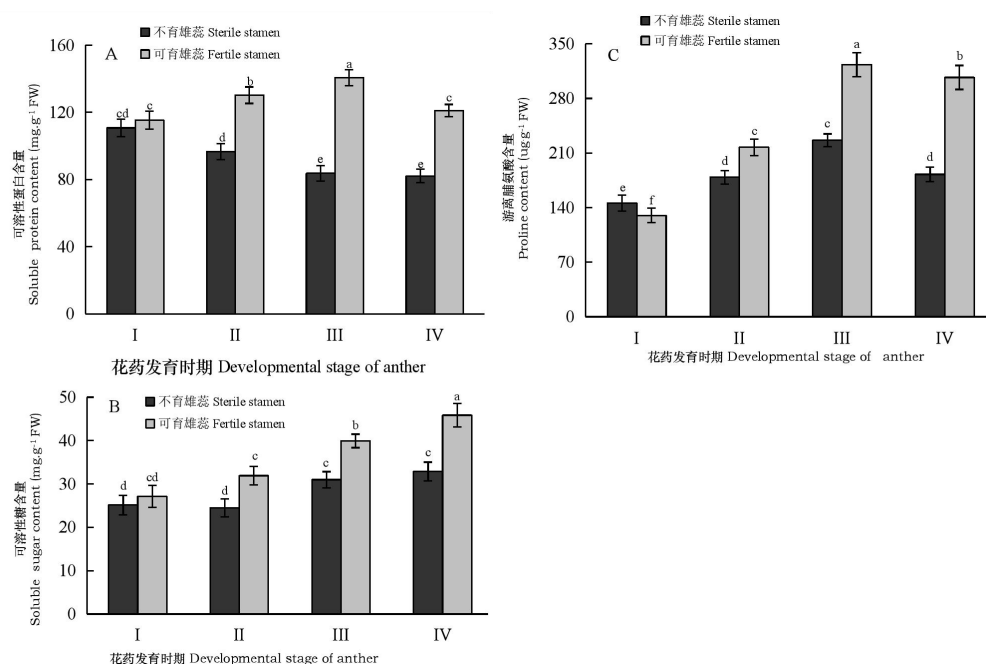 A
不育雄蕊 Sterile stamen
可育雄蕊 Fertile stamen
可溶性蛋白含量
Soluble protein content (mg.g⁻¹ FW)
160
120
80
40
0
cd
c
d
b
e
a
e
c
I
II
III
IV
花药发育时期 Developmental stage of anther
B
不育雄蕊 Sterile stamen
可育雄蕊 Fertile stamen
可溶性糖含量
Soluble sugar content (mg.g⁻¹ FW)
50
40
30
20
10
0
d
cd
d
c
c
b
c
a
I
II
III
IV
花药发育时期 Developmental stage of anther
C
不育雄蕊 Sterile stamen
可育雄蕊 Fertile stamen
游离脯氨酸含量
Proline content (ug g⁻¹ FW)
350
280
210
140
70
0
e
f
d
c
c
a
d
b
I
II
III
IV
花药发育时期 Developmental stage of anther